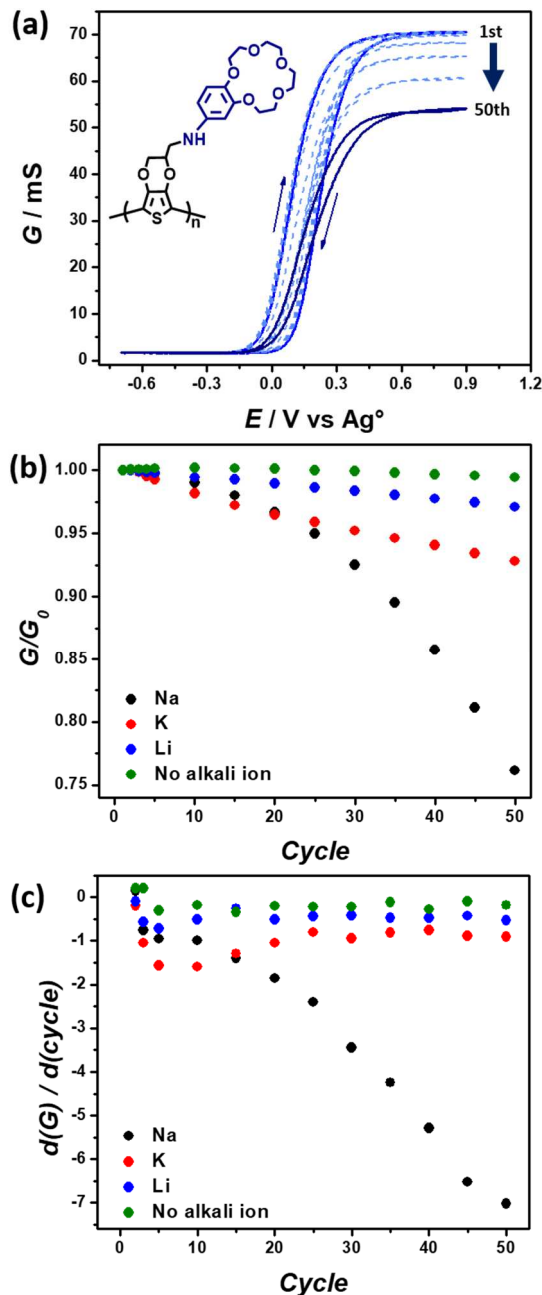 (a)
G / mS
70
60
50
40
30
20
10
0
-0.6
-0.3
0.0
0.3
0.6
0.9
1.2
E / V vs Ag°
1st
50th
O
O
O
O
O
NH
O
O
S
n
(b)
G/G0
1.00
0.95
0.90
0.85
0.80
0.75
Na
K
Li
No alkali ion
0
10
20
30
40
50
Cycle
(c)
d(G) / d(cycle)
0
-1
-2
-3
-4
-5
-6
-7
Na
K
Li
No alkali ion
0
10
20
30
40
50
Cycle